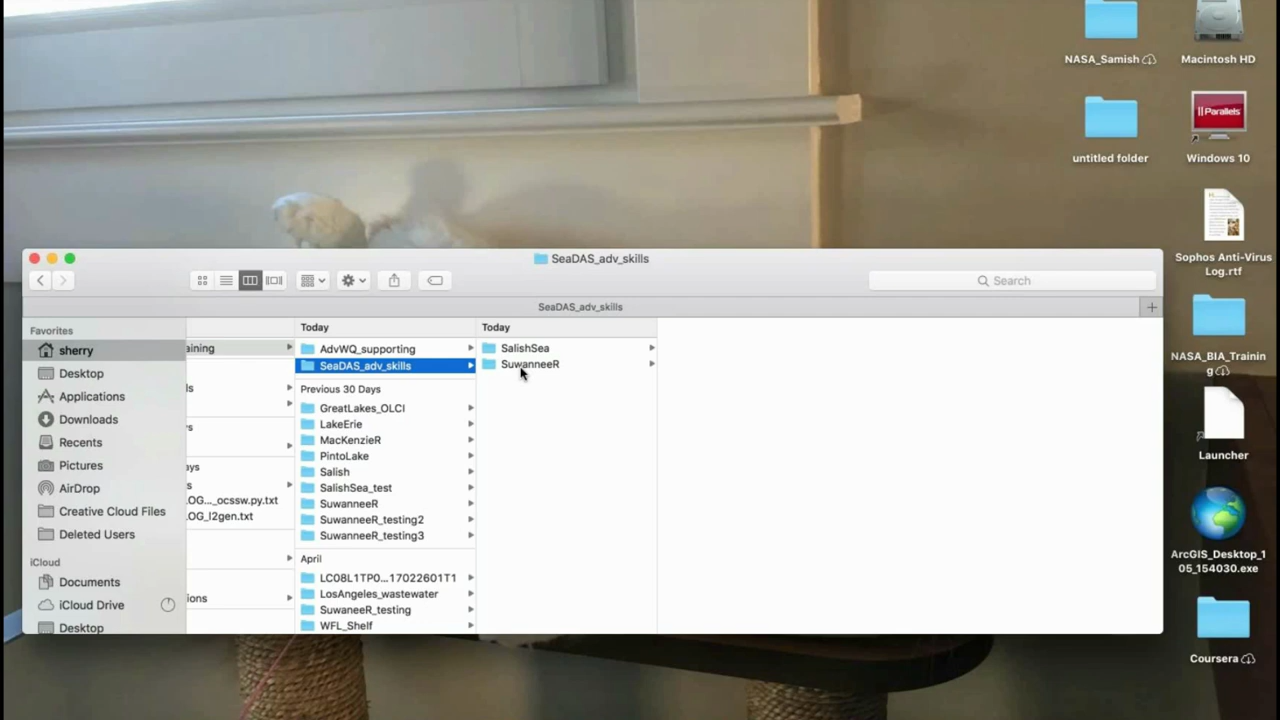 NASA_Samish
Macintosh HD
|| Parallels
untitled folder
Windows 10
Sophos Anti-Virus
Log.rtf
NASA_BIA_Trainin
g
Launcher
ArcGIS_Desktop_1
05_154030.exe
Coursera
SeaDAS_adv_skills
Search
SeaDAS_adv_skills
Favorites
sherry
Desktop
Applications
Downloads
Recents
Pictures
AirDrop
Creative Cloud Files
Deleted Users
iCloud
Documents
iCloud Drive
Desktop
aining
ls
ys
ays
s
.OG..._ocssw.py.txt
.OG_l2gen.txt
ions
Today
AdvWQ_supporting
SeaDAS_adv_skills
Previous 30 Days
GreatLakes_OLCI
LakeErie
MacKenzieR
PintoLake
Salish
SalishSea_test
SuwanneeR
SuwanneeR_testing2
SuwanneeR_testing3
April
LC08L1TP0...17022601T1
LosAngeles_wastewater
SuwanneeR_testing
WFL_Shelf
Today
SalishSea
SuwanneeR